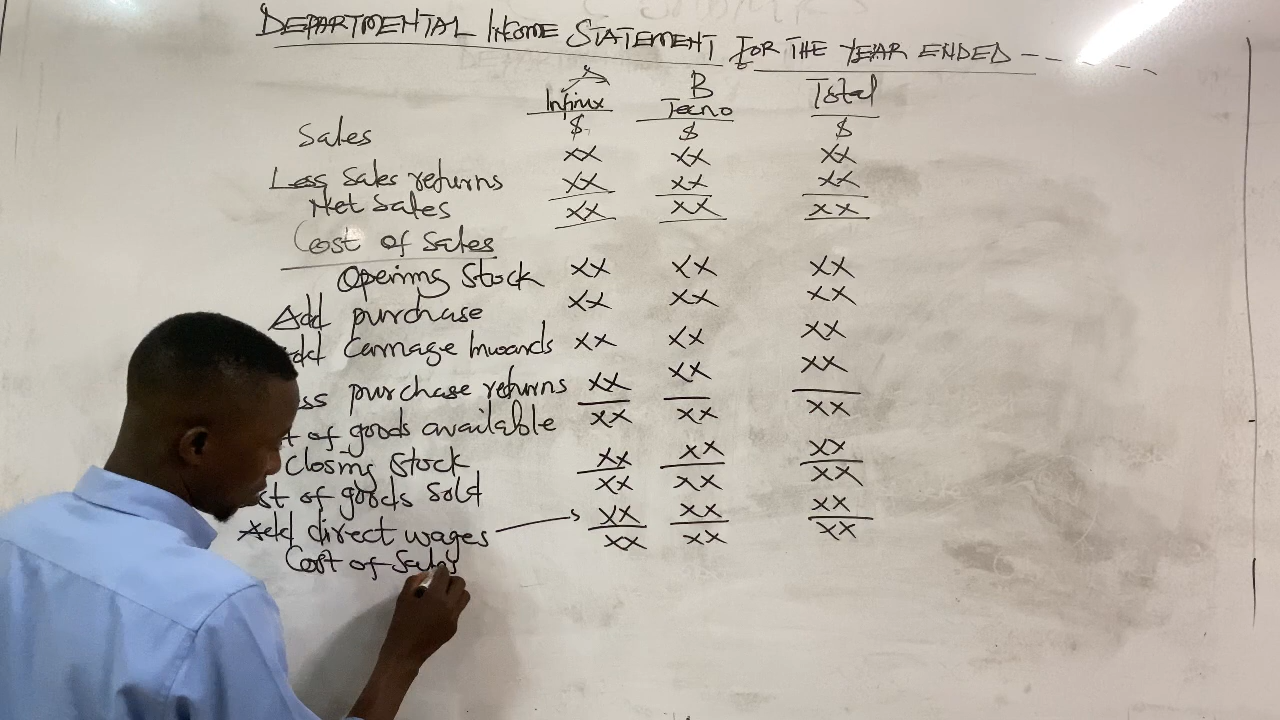 DEPARTMENTAL INCOME STATEMENT FOR THE YEAR ENDED - - - - -
A B Total
Infinix Tecno
$ $ $
Sales XX XX XX
Less Sales returns XX XX XX
Net Sales XX XX XX
Cost of Sales
Opening Stock XX XX XX
Add purchase XX XX XX
Add Carriage Inwards XX XX XX
ss purchase returns XX XX XX
t of goods available XX XX XX
Closing Stock XX XX XX
st of goods Sold XX XX XX
Add direct wages → XX XX XX
Cost of Sales XX XX XX